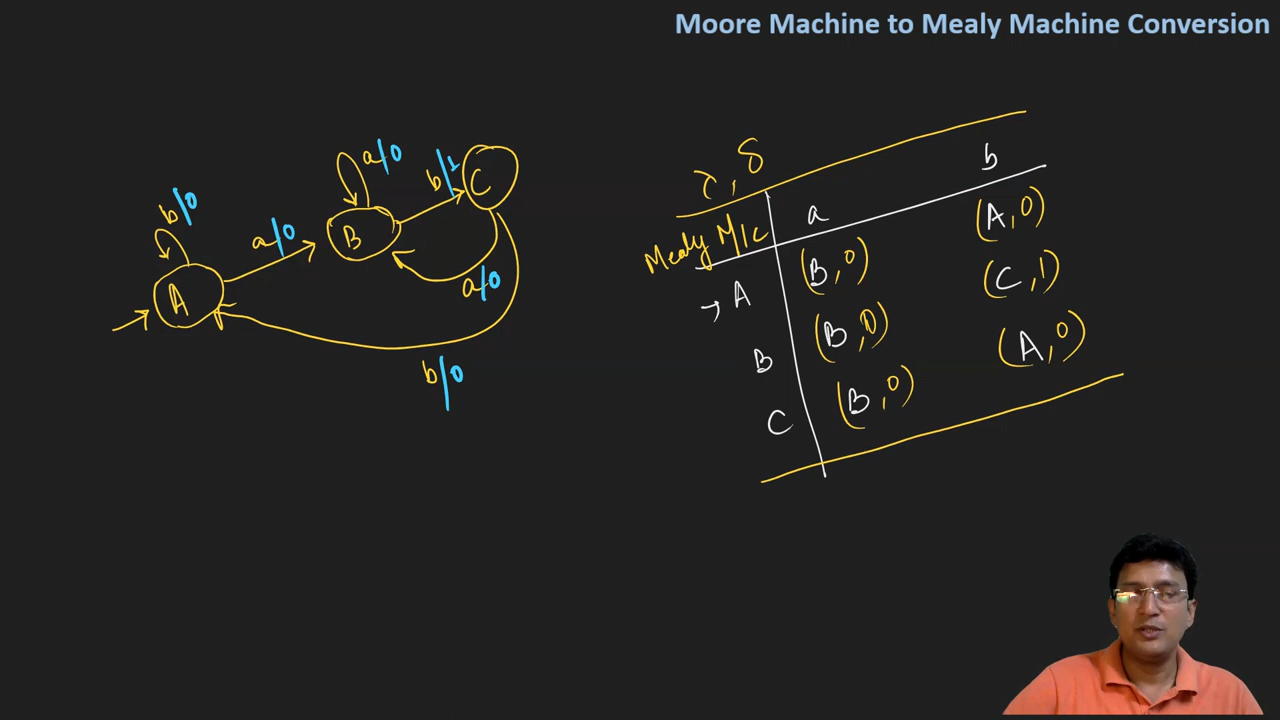 Moore Machine to Mealy Machine Conversion
b/0
A
a/0
a/0
B
b/1
C
a/0
b/0
λ, δ
Mealy M/C a b
→ A (B, 0) (A, 0)
B (B, 0) (C, 1)
C (B, 0) (A, 0)